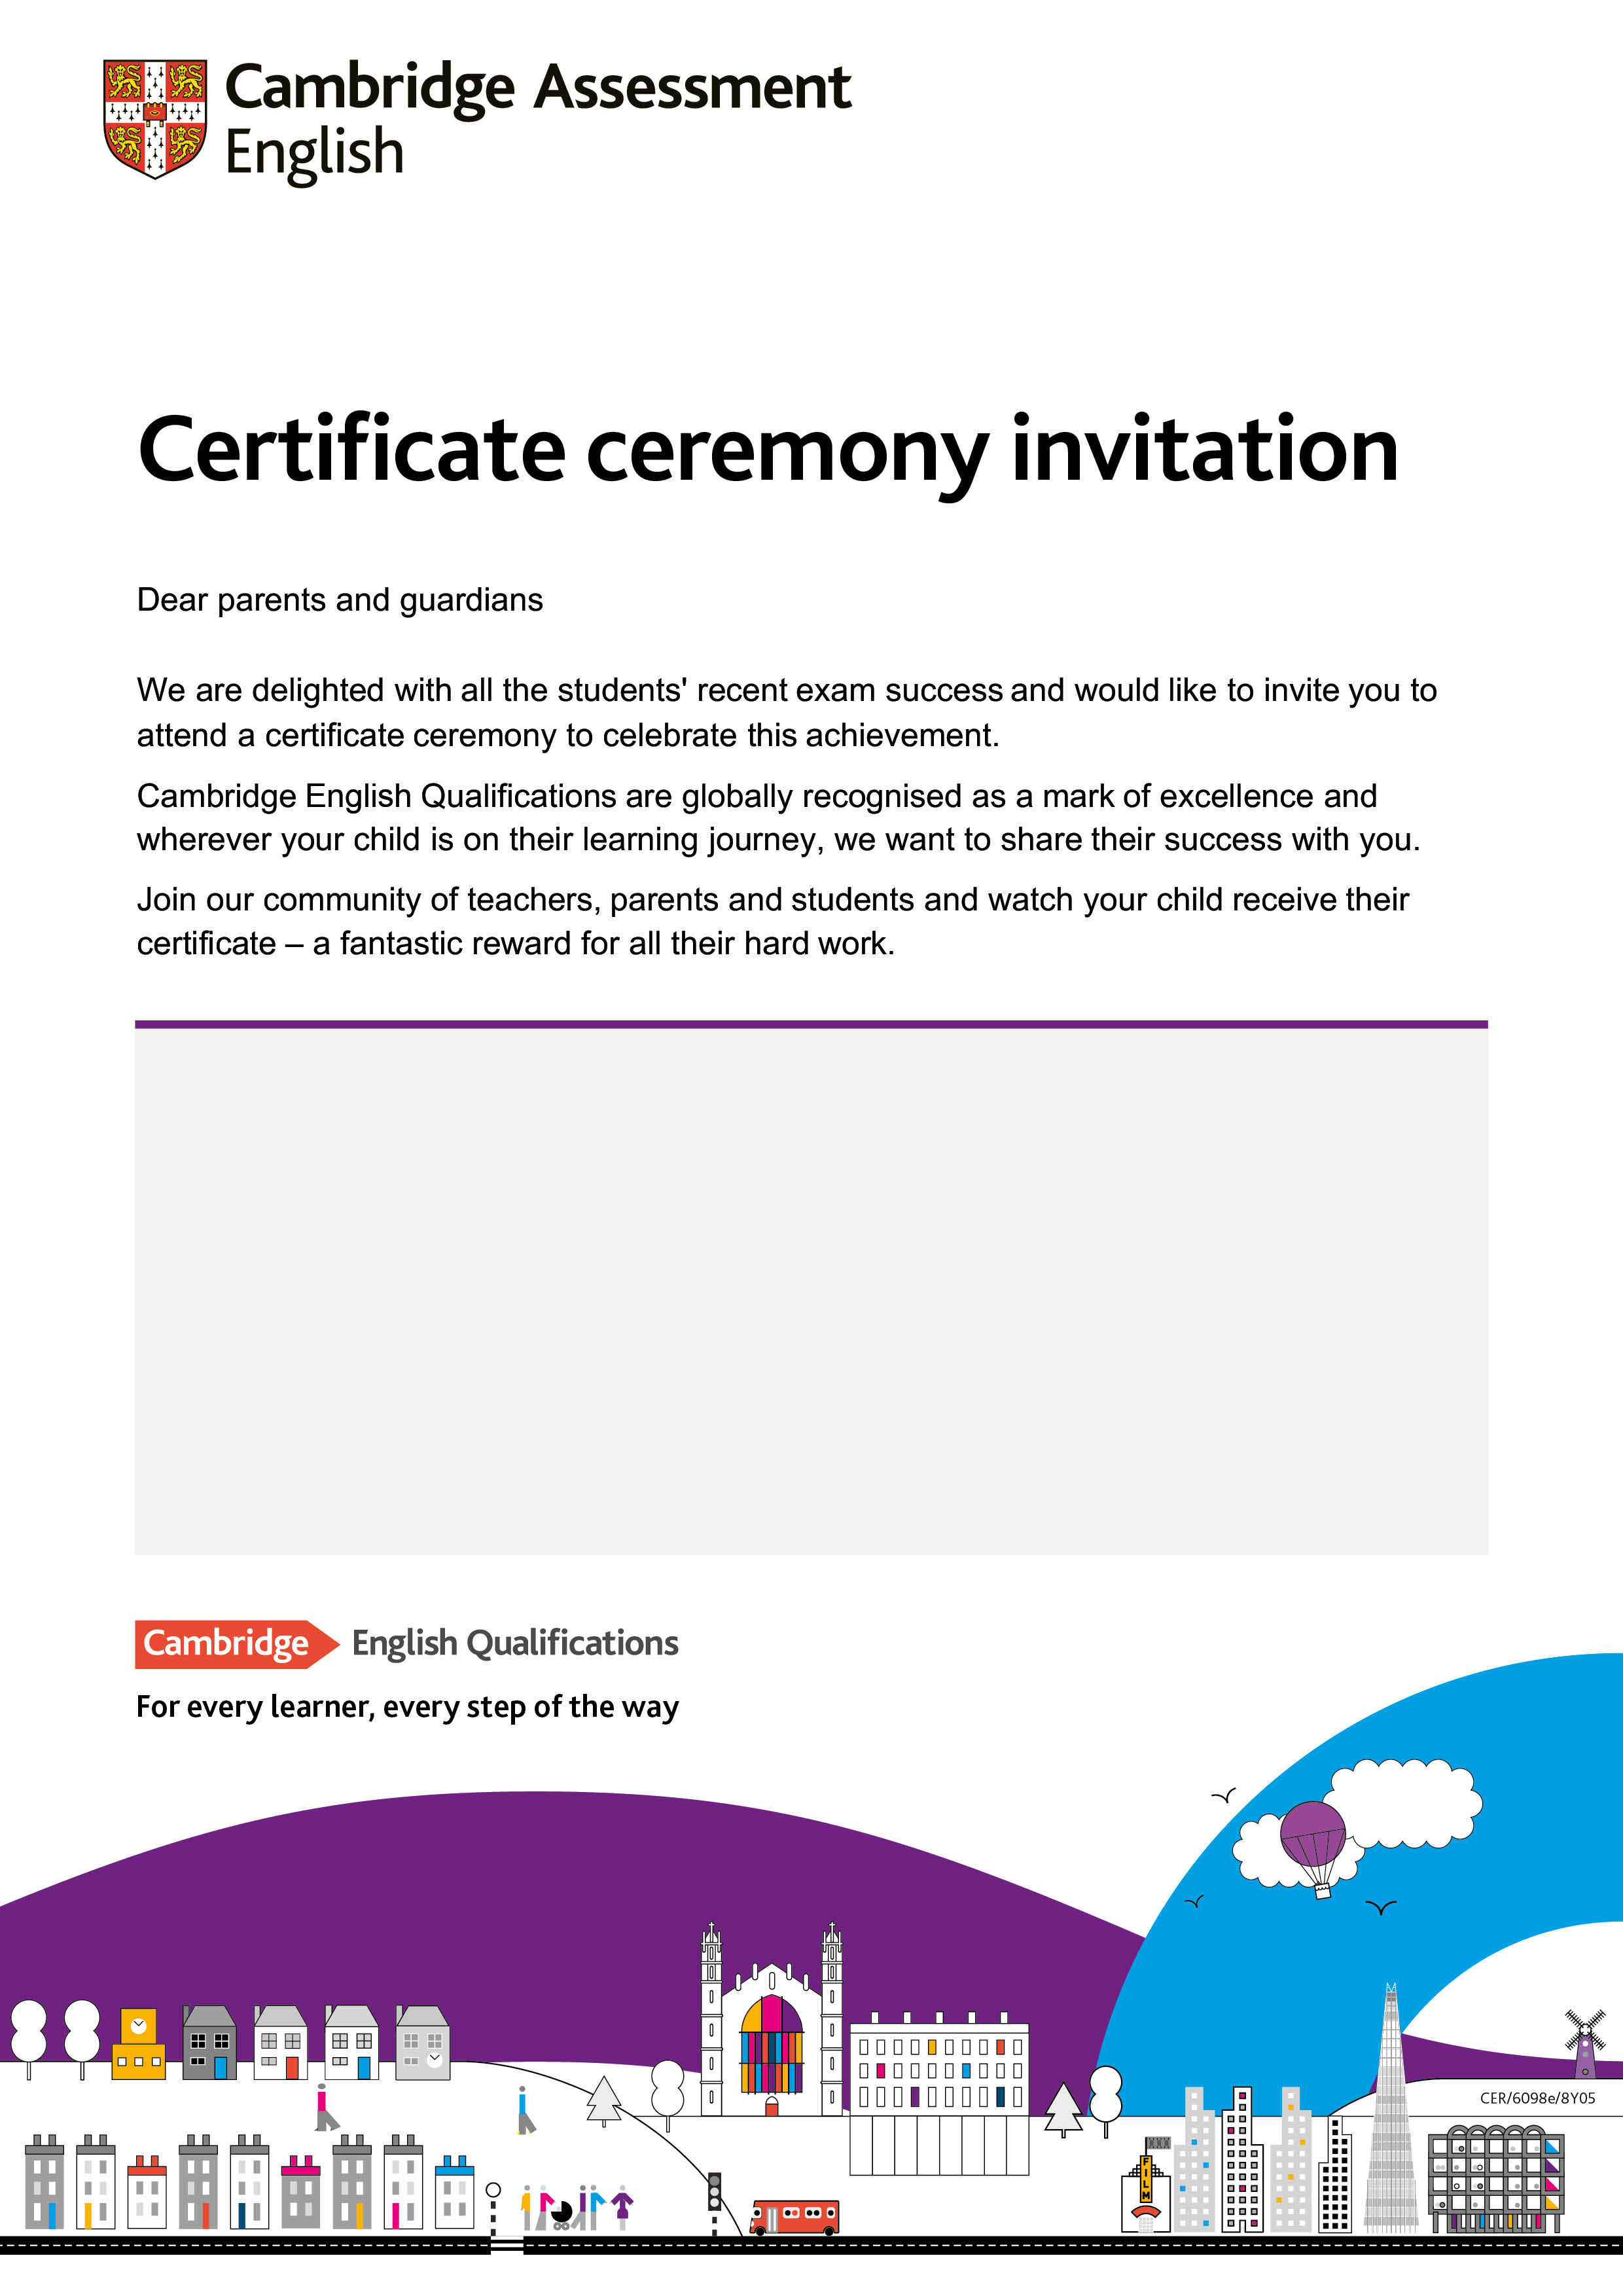 Cambridge Assessment
English
Certificate ceremony invitation
Dear parents and guardians
We are delighted with all the students' recent exam success and would like to invite you to
attend a certificate ceremony to celebrate this achievement.
Cambridge English Qualifications are globally recognised as a mark of excellence and
wherever your child is on their learning journey, we want to share their success with you.
Join our community of teachers, parents and students and watch your child receive their
certificate – a fantastic reward for all their hard work.
Cambridge English Qualifications
For every learner, every step of the way
CER/6098e/8Y05
FILM